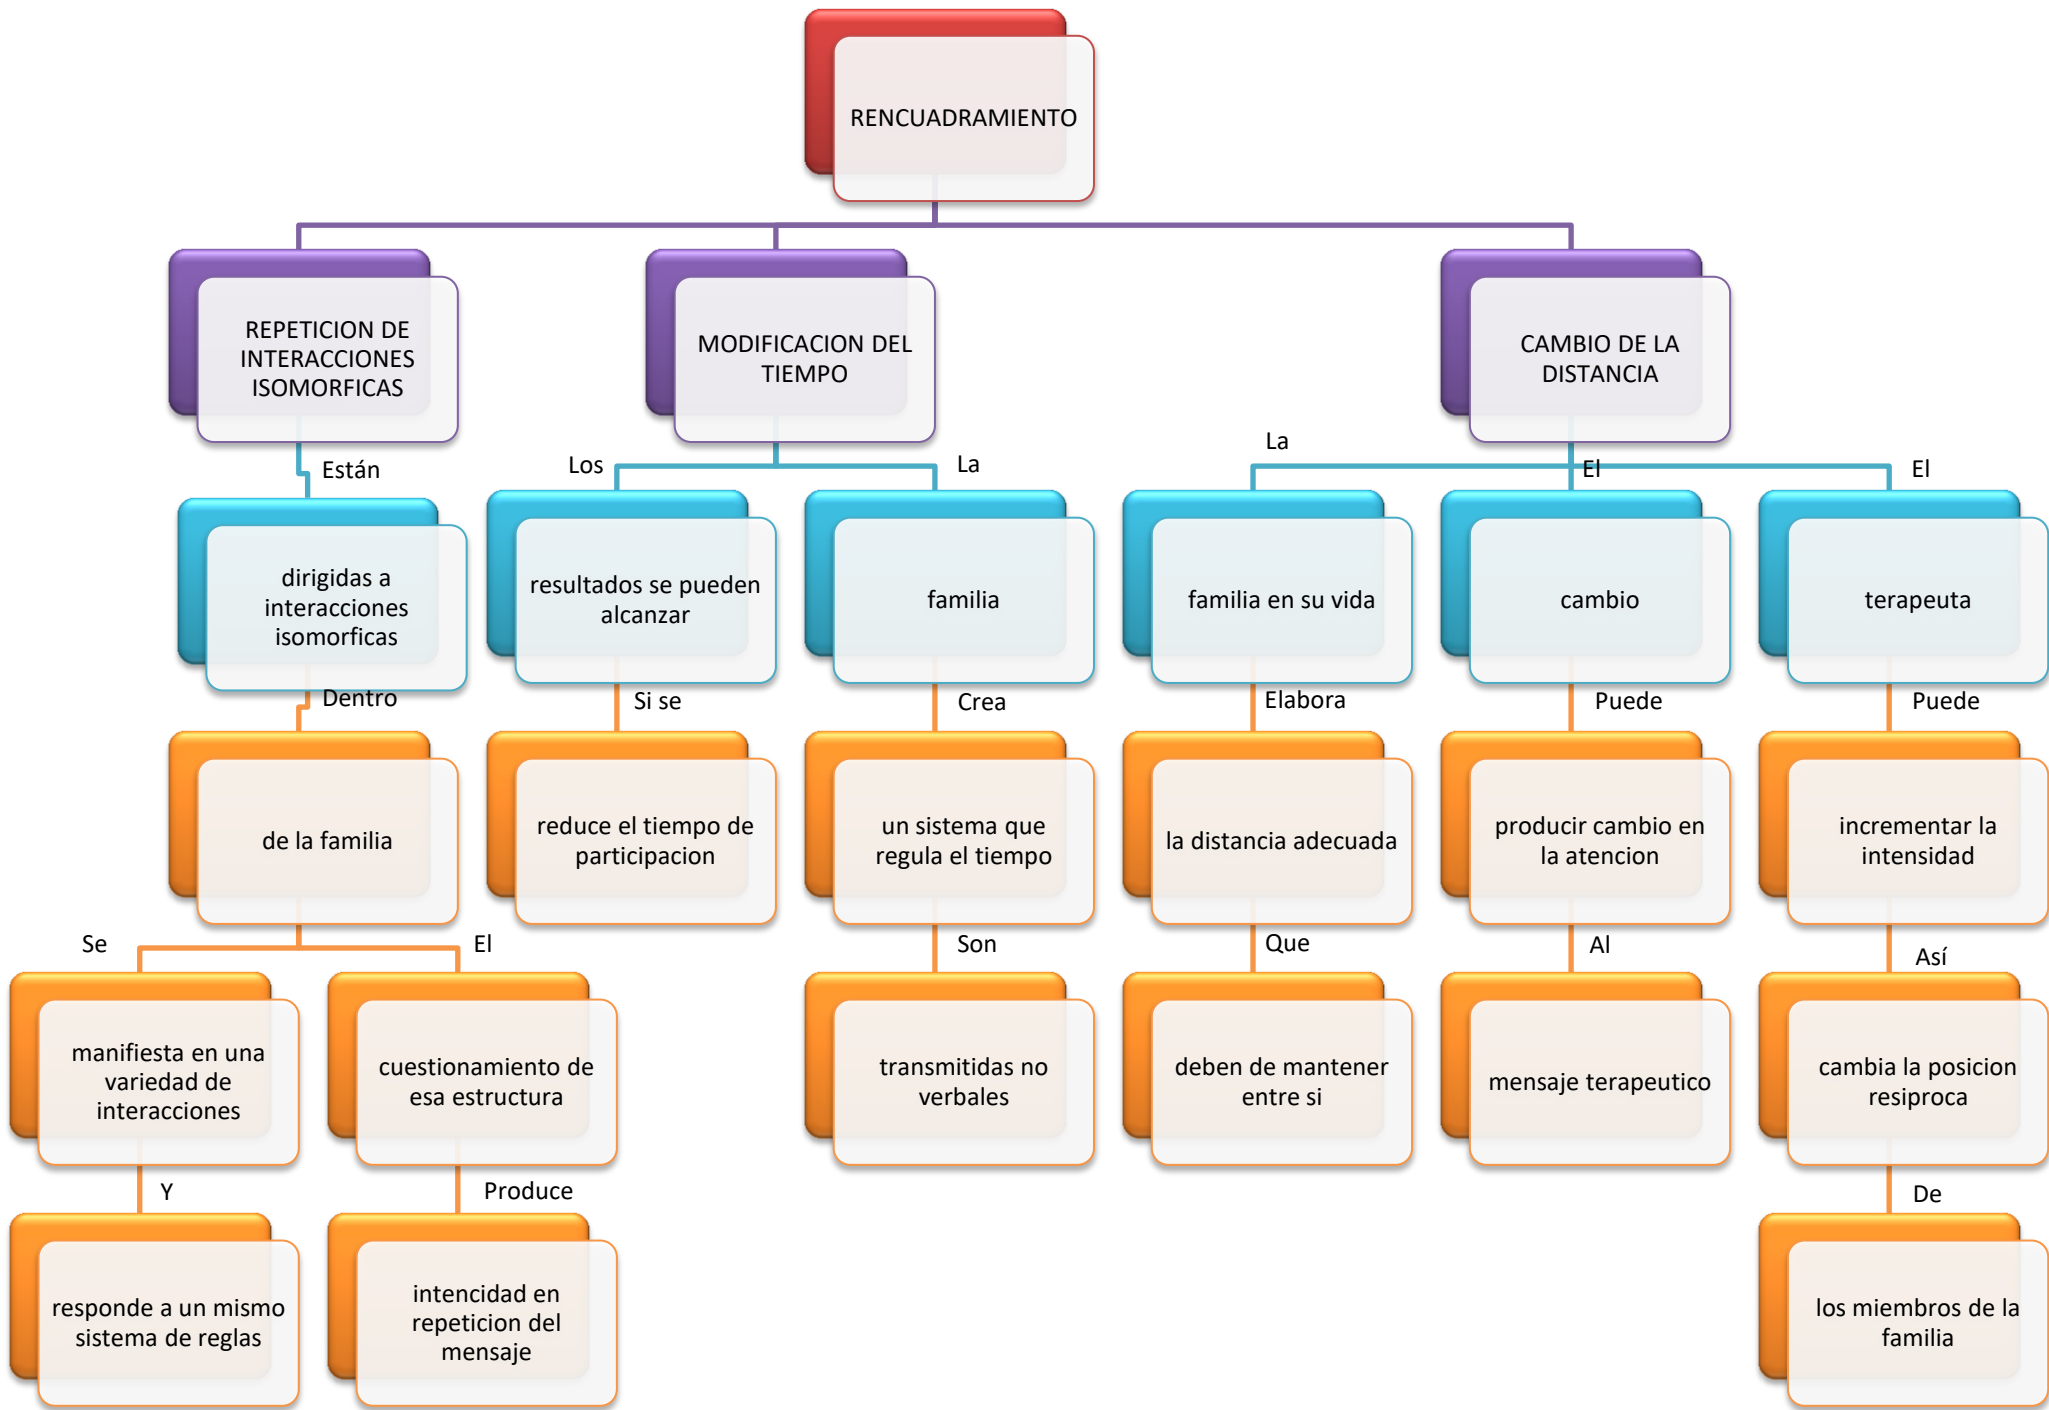 RENCUADRAMIENTO
REPETICION DE
INTERACCIONES
ISOMORFICAS
MODIFICACION DEL
TIEMPO
CAMBIO DE LA
DISTANCIA
Están
Los
La
La
El
El
dirigidas a
interacciones
isomorficas
resultados se pueden
alcanzar
familia
familia en su vida
cambio
terapeuta
Dentro
Si se
Crea
Elabora
Puede
Puede
de la familia
reduce el tiempo de
participacion
un sistema que
regula el tiempo
la distancia adecuada
producir cambio en
la atencion
incrementar la
intensidad
Se
El
Son
Que
Al
Así
manifiesta en una
variedad de
interacciones
cuestionamiento de
esa estructura
transmitidas no
verbales
deben de mantener
entre si
mensaje terapeutico
cambia la posicion
resiproca
Y
Produce
De
responde a un mismo
sistema de reglas
intencidad en
repeticion del
mensaje
los miembros de la
familia